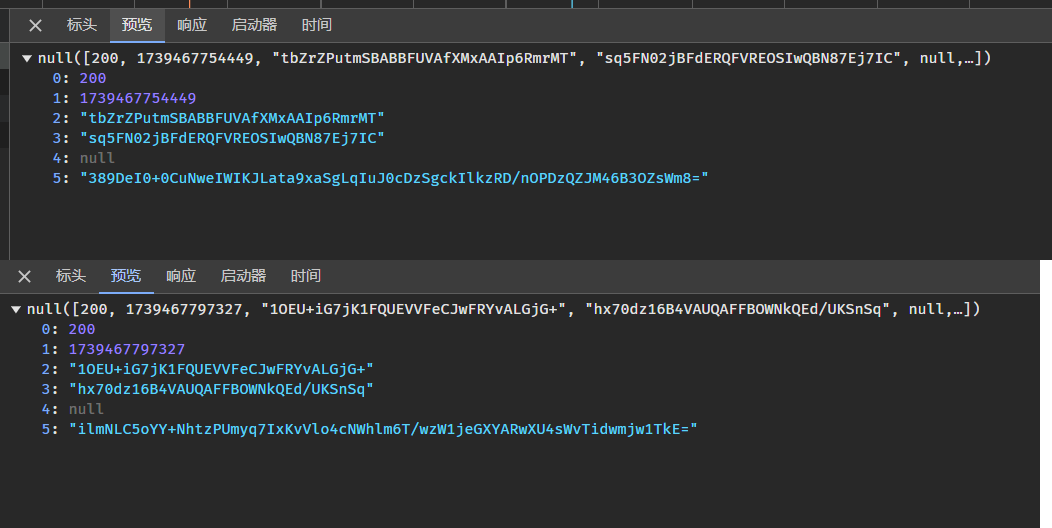 标头 预览 响应 启动器 时间
null([200, 1739467754449, "tbZrZPutmSBABBFUVAfXMxAAIp6RmrMT", "sq5FN02jBFdERQFVREOSIwQBN87Ej7IC", null,…])
0: 200
1: 1739467754449
2: "tbZrZPutmSBABBFUVAfXMxAAIp6RmrMT"
3: "sq5FN02jBFdERQFVREOSIwQBN87Ej7IC"
4: null
5: "389DeI0+0CuNweIWIKJLata9xaSgLqIuJ0cDzSgckIlkzRD/nOPDzQZJM46B3OZsWm8="
标头 预览 响应 启动器 时间
null([200, 1739467797327, "1OEU+iG7jK1FQUEVVFeCJwFRYvALGjG+", "hx70dz16B4VAUQAFFBOWNkQEd/UKSnSq", null,…])
0: 200
1: 1739467797327
2: "1OEU+iG7jK1FQUEVVFeCJwFRYvALGjG+"
3: "hx70dz16B4VAUQAFFBOWNkQEd/UKSnSq"
4: null
5: "ilmNLC5oYY+NhtzPUmyq7IxKvVlo4cNWhlm6T/wzW1jeGXYARwXU4sWvTidwmjw1TkE="